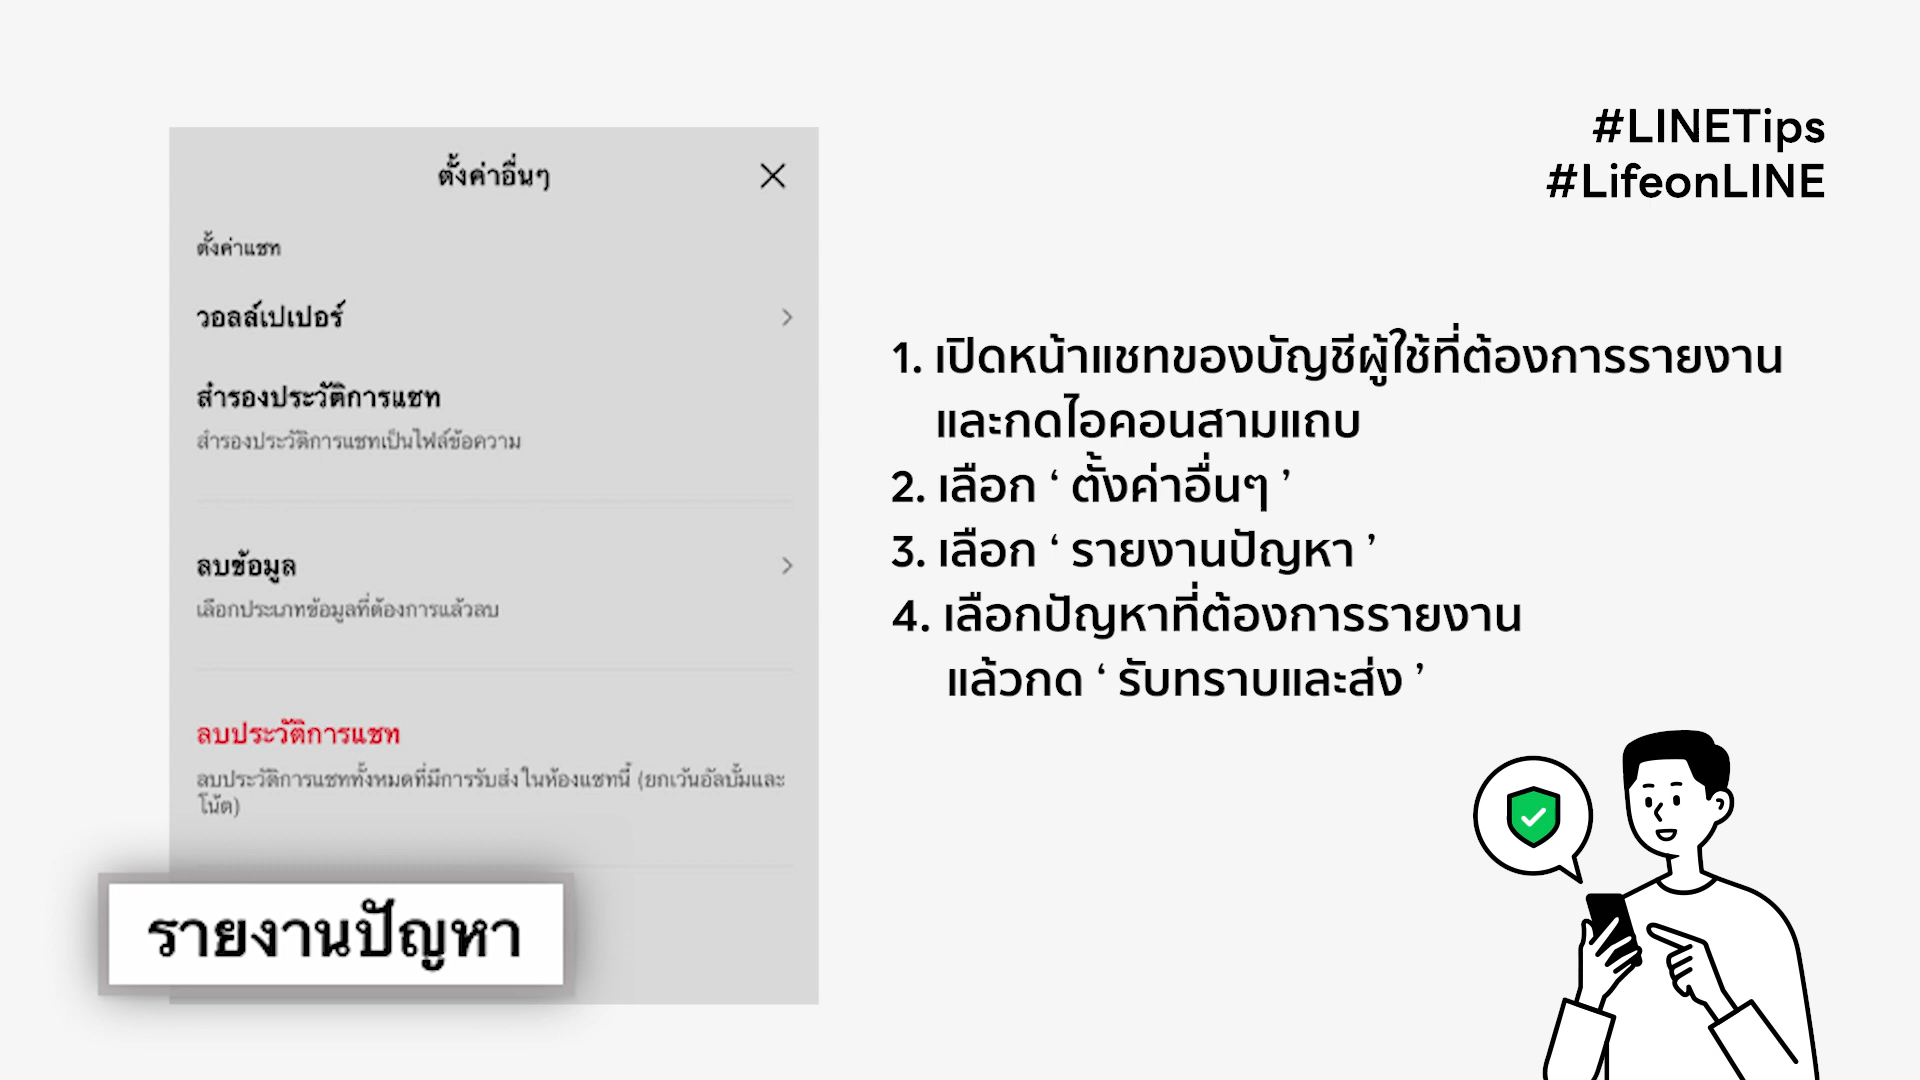 #LINETips
#LifeonLINE
ตั้งค่าอื่นๆ
ตั้งค่าแชท
วอลล์เปเปอร์
สำรองประวัติการแชท
สำรองประวัติการแชทเป็นไฟล์ข้อความ
ลบข้อมูล
เลือกประเภทข้อมูลที่ต้องการแล้วลบ
ลบประวัติการแชท
ลบประวัติการแชททั้งหมดที่มีการรับส่งในห้องแชทนี้ (ยกเว้นอัลบั้มและ
โน้ต)
รายงานปัญหา
1. เปิดหน้าแชทของบัญชีผู้ใช้ที่ต้องการรายงาน
และกดไอคอนสามแถบ
2. เลือก ‘ ตั้งค่าอื่นๆ ’
3. เลือก ‘ รายงานปัญหา ’
4. เลือกปัญหาที่ต้องการรายงาน
แล้วกด ‘ รับทราบและส่ง ’